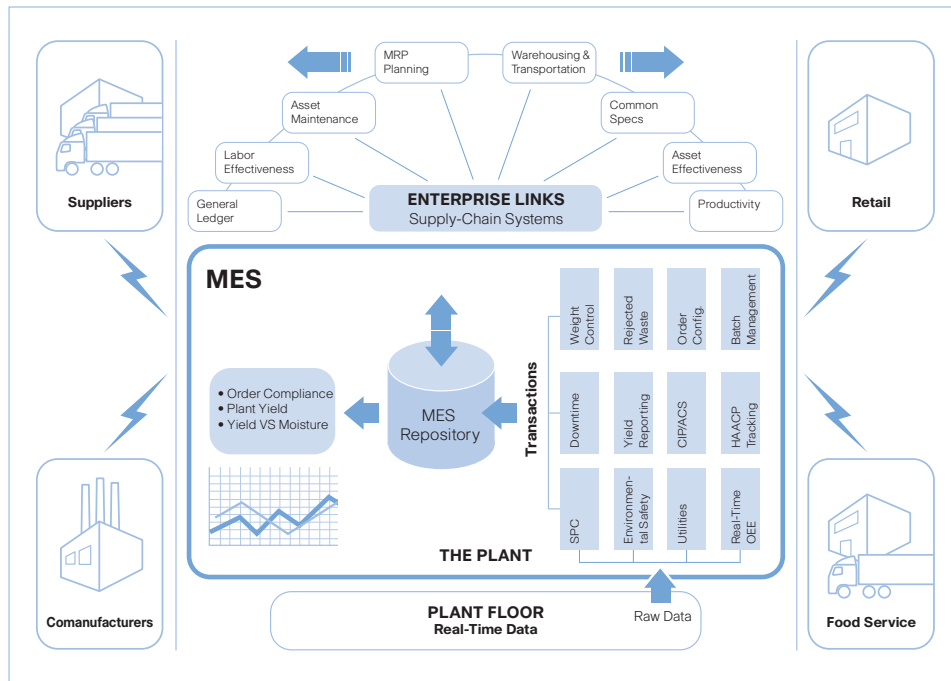 MRP
Planning
Warehousing &
Transportation
Asset
Maintenance
Common
Specs
Labor
Effectiveness
Asset
Effectiveness
General
Ledger
ENTERPRISE LINKS
Supply-Chain Systems
Productivity
Suppliers
Retail
MES
Weight
Control
Rejected
Waste
Order
Config.
Batch
Management
• Order Compliance
• Plant Yield
• Yield VS Moisture
MES
Repository
Transactions
Downtime
Yield
Reporting
CIP/ACS
HAACP
Tracking
SPC
Environmen-
tal Safety
Utilities
Real-Time
OEE
THE PLANT
PLANT FLOOR
Real-Time Data
Raw Data
Comanufacturers
Food Service